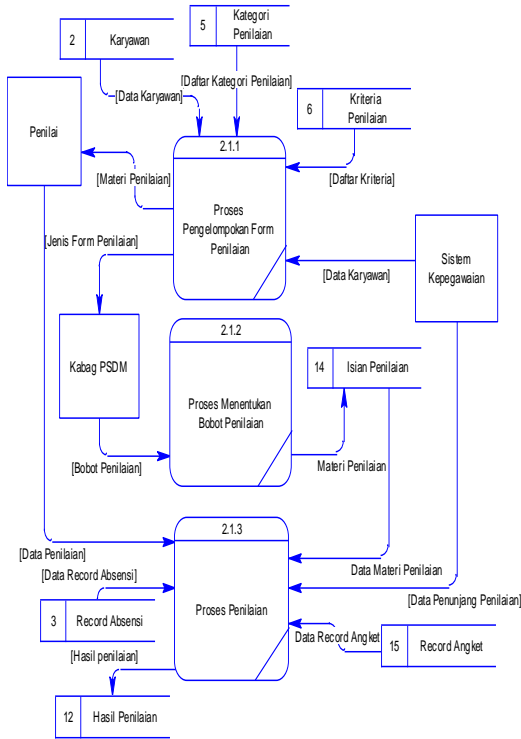 5
Kategori
Penilaian
2
Karyawan
[Daftar Kategori Penilaian]
[Data Karyawan]
6
Kriteria
Penilaian
Penilai
2.1.1
[Materi Penilaian]
[Daftar Kriteria]
Proses
Pengelompokan Form
Penilaian
[Jenis Form Penilaian]
Sistem
Kepegawaian
[Data Karyawan]
2.1.2
Kabag PSDM
14
Isian Penilaian
Proses Menentukan
Bobot Penilaian
[Bobot Penilaian]
Materi Penilaian
2.1.3
[Data Penilaian]
Data Materi Penilaian
[Data Record Absensi]
[Data Penunjang Penilaian]
3
Record Absensi
Proses Penilaian
Data Record Angket
15
Record Angket
[Hasil penilaian]
12
Hasil Penilaian